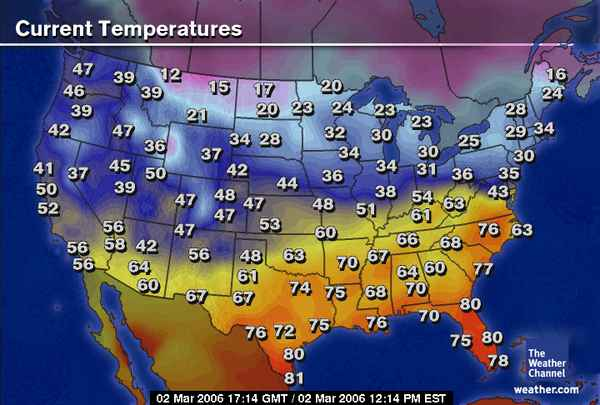 Current Temperatures
47 39 12 15 17 20 16
46 39 39 21 20 23 24 23 28 24
42 47 36 34 28 32 30 23 25 29 34
37 34 30 30
41 37 45 50 42 44 36 34 31 36 35
50 39 47 48 47 48 38 54 63 43
52 47 51 61
56 47 53 60 76 63
56 58 42 56 48 63 66 68
56 64 61 70 67 64 60 77
60 67 67 74 75 68 70
76 72 75 76 70 80
80 75 80
81 78
The Weather Channel
weather.com
02 Mar 2006 17:14 GMT / 02 Mar 2006 12:14 PM EST